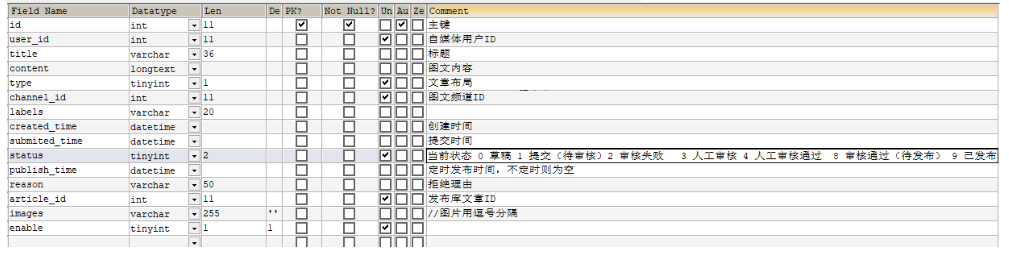 Field Name Datatype Len De PK? Not Null? Un Au Ze Comment
id int 11 主键
user_id int 11 自媒体用户ID
title varchar 36 标题
content longtext 图文内容
type tinyint 1 文章布局
channel_id int 11 图文频道ID
labels varchar 20
created_time datetime 创建时间
submited_time datetime 提交时间
status tinyint 2 当前状态 0 草稿 1 提交（待审核）2 审核失败 3 人工审核 4 人工审核通过 8 审核通过（待发布） 9 已发布
publish_time datetime 定时发布时间，不定时则为空
reason varchar 50 拒绝理由
article_id int 11 发布库文章ID
images varchar 255 '' //图片用逗号分隔
enable tinyint 1 1